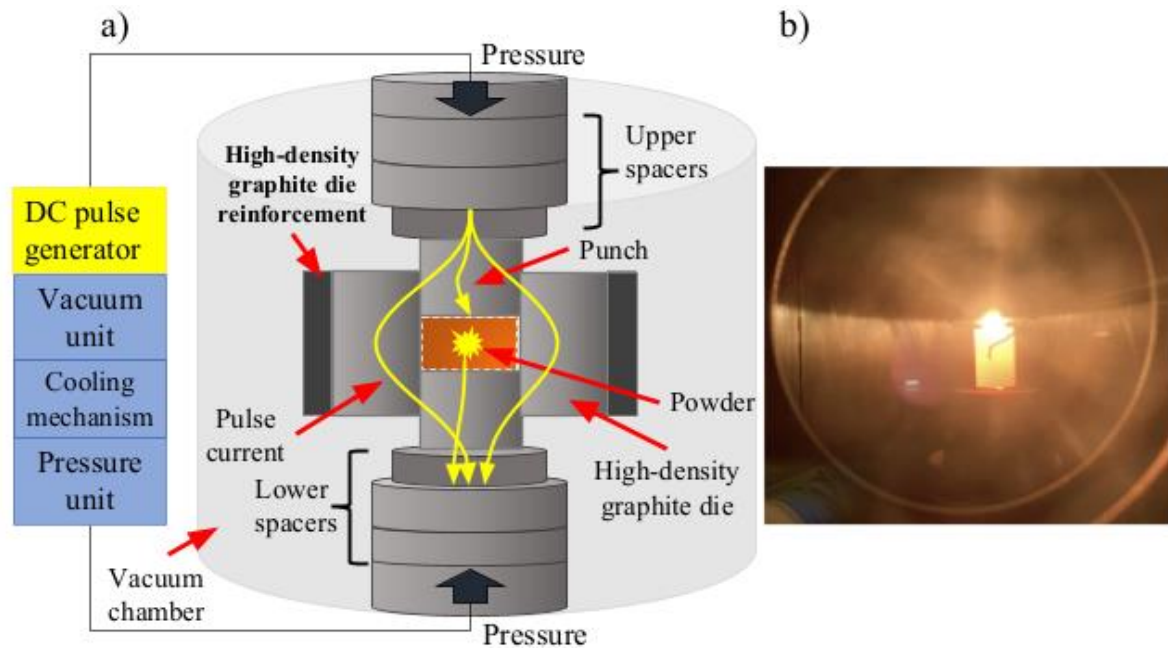 a)
b)
Pressure
Upper
spacers
High-density
graphite die
reinforcement
DC pulse
generator
Vacuum
unit
Cooling
mechanism
Pressure
unit
Punch
Powder
Pulse
current
High-density
graphite die
Lower
spacers
Vacuum
chamber
Pressure